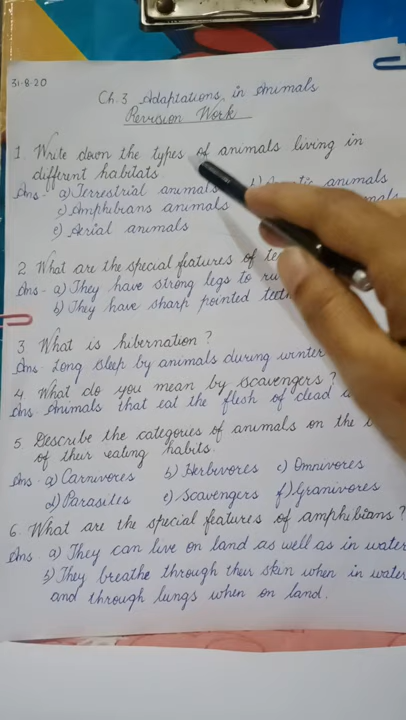 31-8-20
Ch. 3 Adaptations in Animals
Revision Work
1. Write down the types of animals living in
different habitats.
Ans- a) Terrestrial animals animals
c) Amphibians animals
e) Aerial animals
2. What are the special features of
Ans- a) They have strong legs to
b) They have sharp pointed teeth
3. What is hibernation?
Ans- Long sleep by animals during winter
4. What do you mean by scavengers?
Ans Animals that eat the flesh of dead
5. Describe the categories of animals on the
of their eating habits.
Ans- a) Carnivores b) Herbivores c) Omnivores
d) Parasites e) Scavengers f) Granivores
6. What are the special features of amphibians?
Ans- a) They can live on land as well as in water
b) They breathe through their skin when in water
and through lungs when on land.